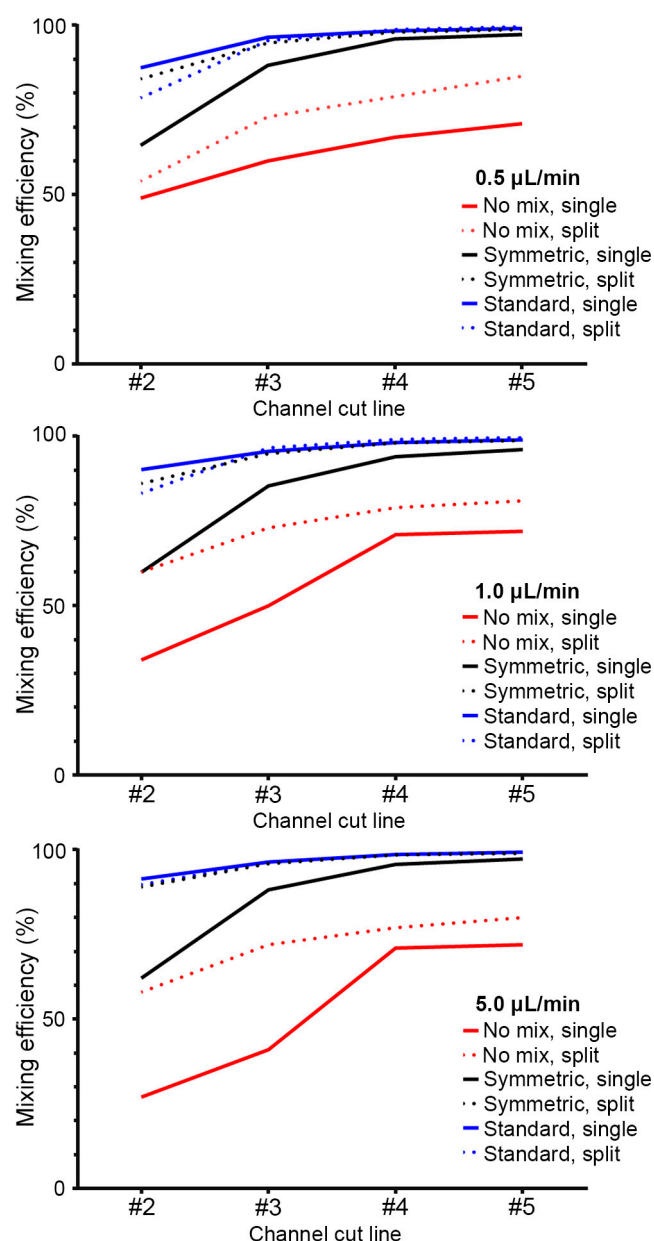 100
50
0
Mixing efficiency (%)
0.5 µL/min
No mix, single
No mix, split
Symmetric, single
Symmetric, split
Standard, single
Standard, split
#2 #3 #4 #5
Channel cut line
100
50
0
Mixing efficiency (%)
1.0 µL/min
No mix, single
No mix, split
Symmetric, single
Symmetric, split
Standard, single
Standard, split
#2 #3 #4 #5
Channel cut line
100
50
0
Mixing efficiency (%)
5.0 µL/min
No mix, single
No mix, split
Symmetric, single
Symmetric, split
Standard, single
Standard, split
#2 #3 #4 #5
Channel cut line